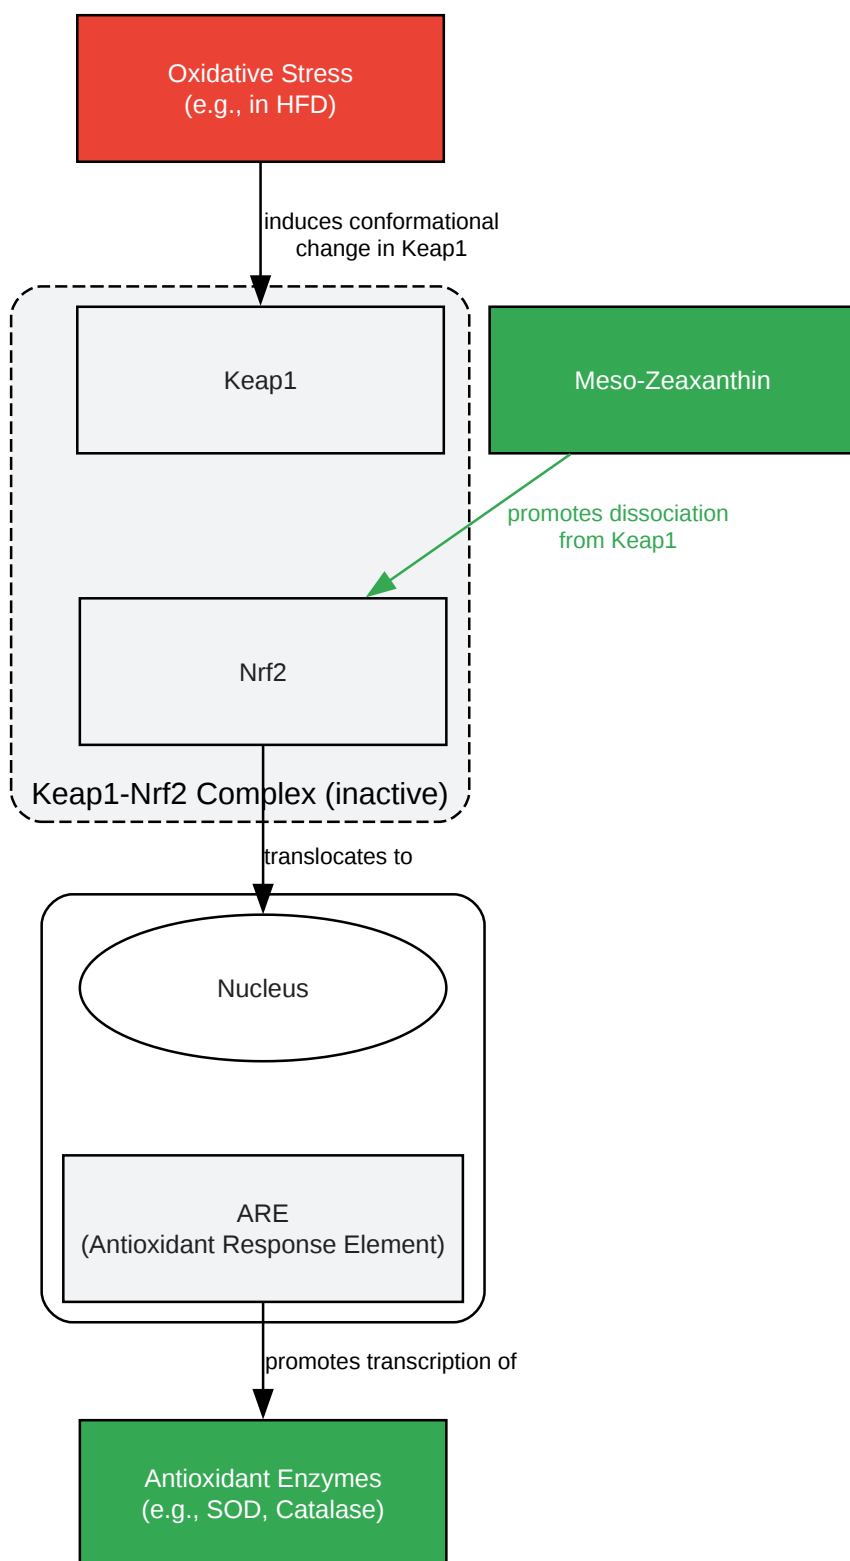 Oxidative Stress
(e.g., in HFD)
induces conformational
change in Keap1
Keap1
Meso-Zeaxanthin
promotes dissociation
from Keap1
Nrf2
Keap1-Nrf2 Complex (inactive)
translocates to
Nucleus
ARE
(Antioxidant Response Element)
promotes transcription of
Antioxidant Enzymes
(e.g., SOD, Catalase)